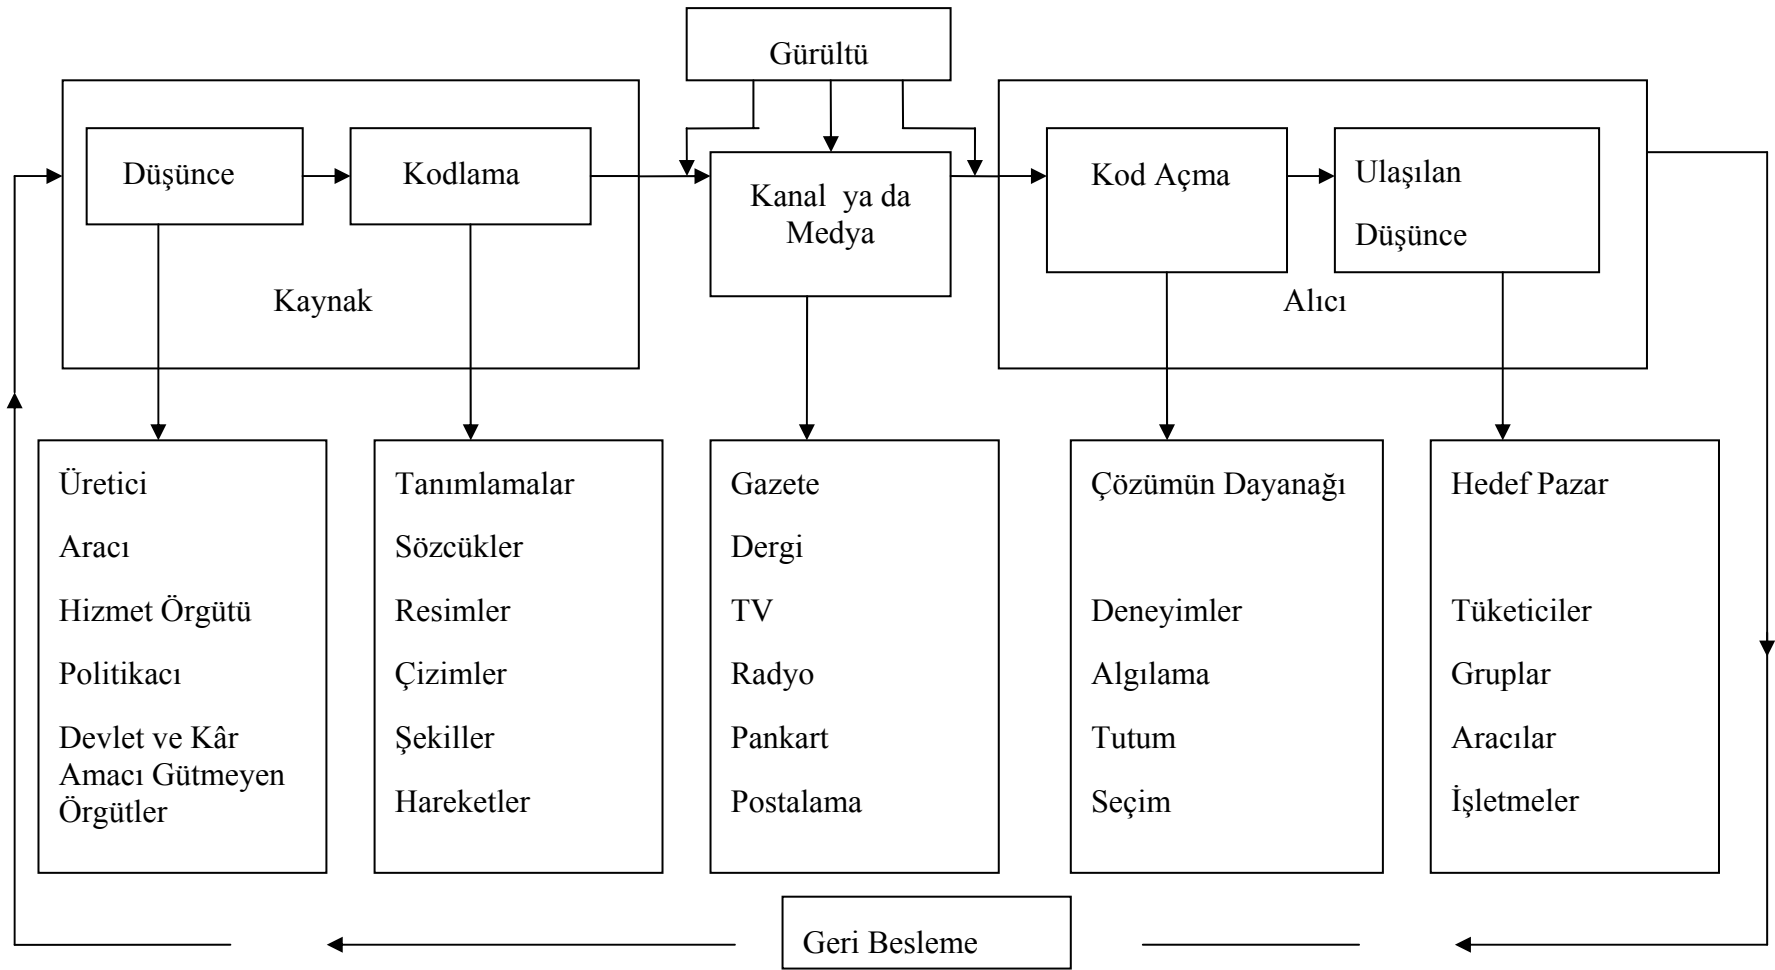 Gürültü
Düşünce
Kodlama
Kaynak
Kanal ya da
Medya
Kod Açma
Ulaşılan
Düşünce
Alıcı
Üretici
Aracı
Hizmet Örgütü
Politikacı
Devlet ve Kâr
Amacı Gütmeyen
Örgütler
Tanımlamalar
Sözcükler
Resimler
Çizimler
Şekiller
Hareketler
Gazete
Dergi
TV
Radyo
Pankart
Postalama
Çözümün Dayanağı
Deneyimler
Algılama
Tutum
Seçim
Hedef Pazar
Tüketiciler
Gruplar
Aracılar
İşletmeler
Geri Besleme